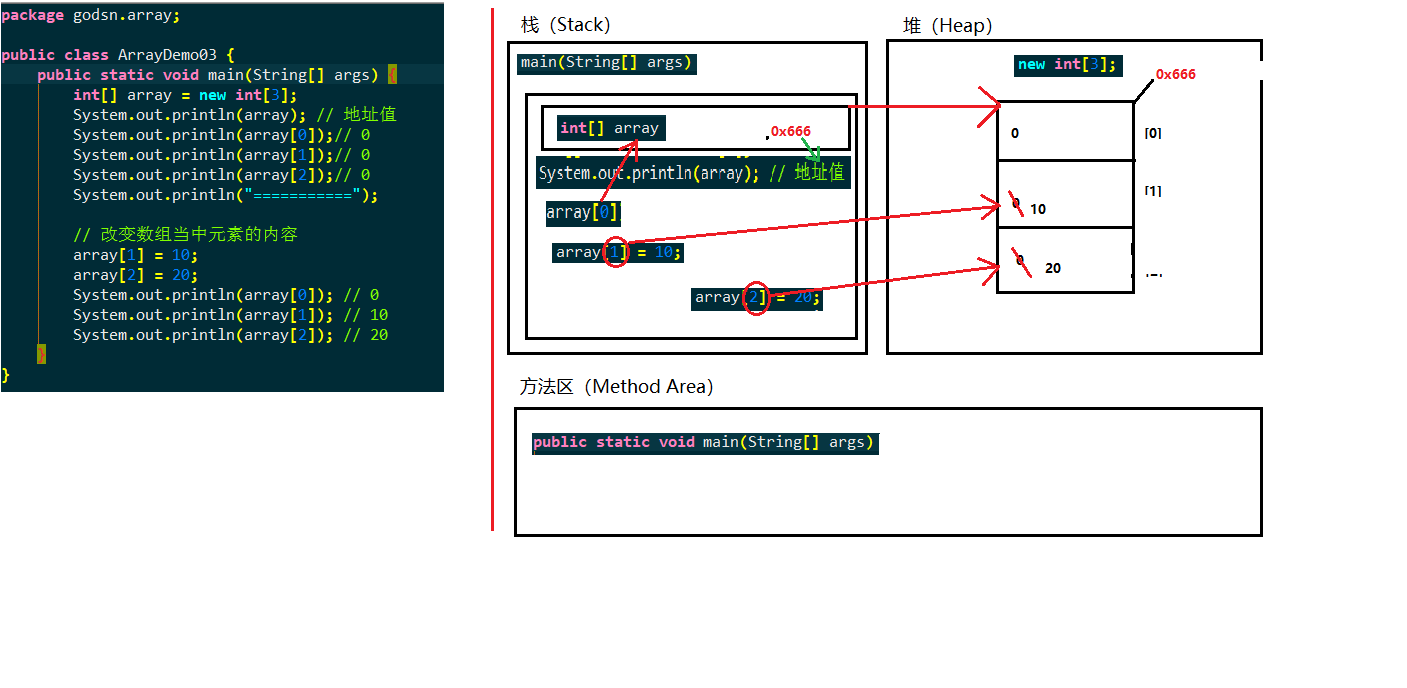 package godsn.array;
public class ArrayDemo03 {
public static void main(String[] args) {
int[] array = new int[3];
System.out.println(array); // 地址值
System.out.println(array[0]);// 0
System.out.println(array[1]);// 0
System.out.println(array[2]);// 0
System.out.println("===========");
// 改变数组当中元素的内容
array[1] = 10;
array[2] = 20;
System.out.println(array[0]); // 0
System.out.println(array[1]); // 10
System.out.println(array[2]); // 20
}
}
栈（Stack）
main(String[] args)
int[] array
0x666
System.out.println(array); // 地址值
array[0]
array[1] = 10;
array[2] = 20;
堆（Heap）
new int[3];
0x666
0 [0]
[1]
0 10
0 20
方法区（Method Area）
public static void main(String[] args)